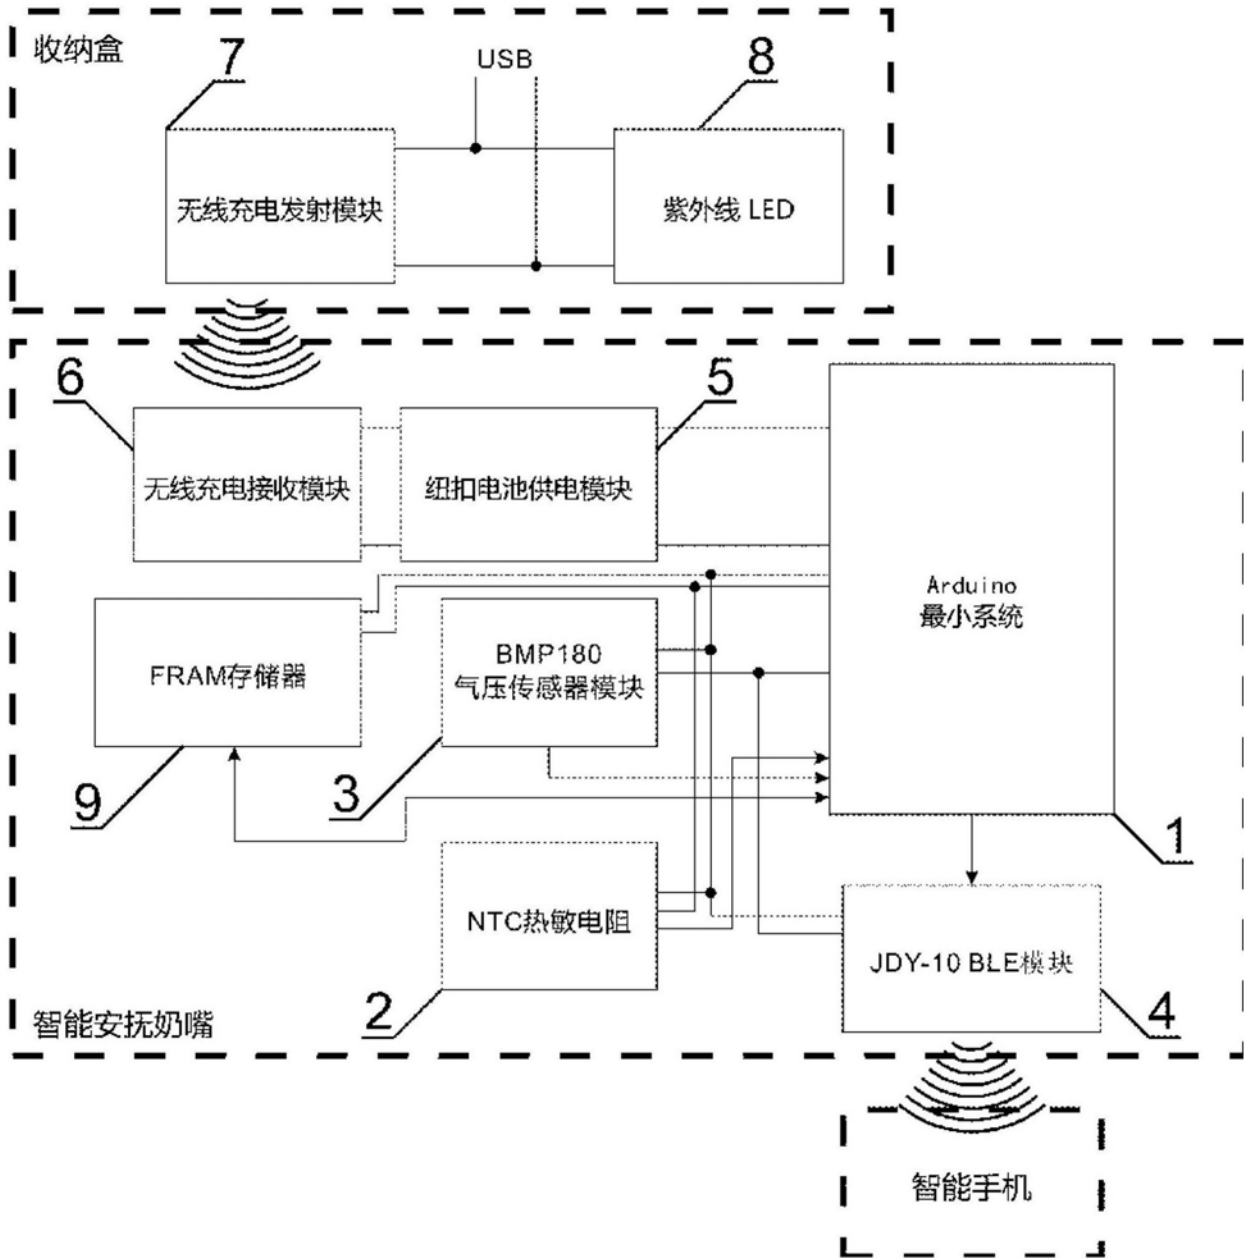 收纳盒
7
USB
8
无线充电发射模块
紫外线 LED
6
5
无线充电接收模块
纽扣电池供电模块
Arduino
最小系统
FRAM存储器
BMP180
气压传感器模块
9
3
1
NTC热敏电阻
JDY-10 BLE模块
2
4
智能安抚奶嘴
智能手机